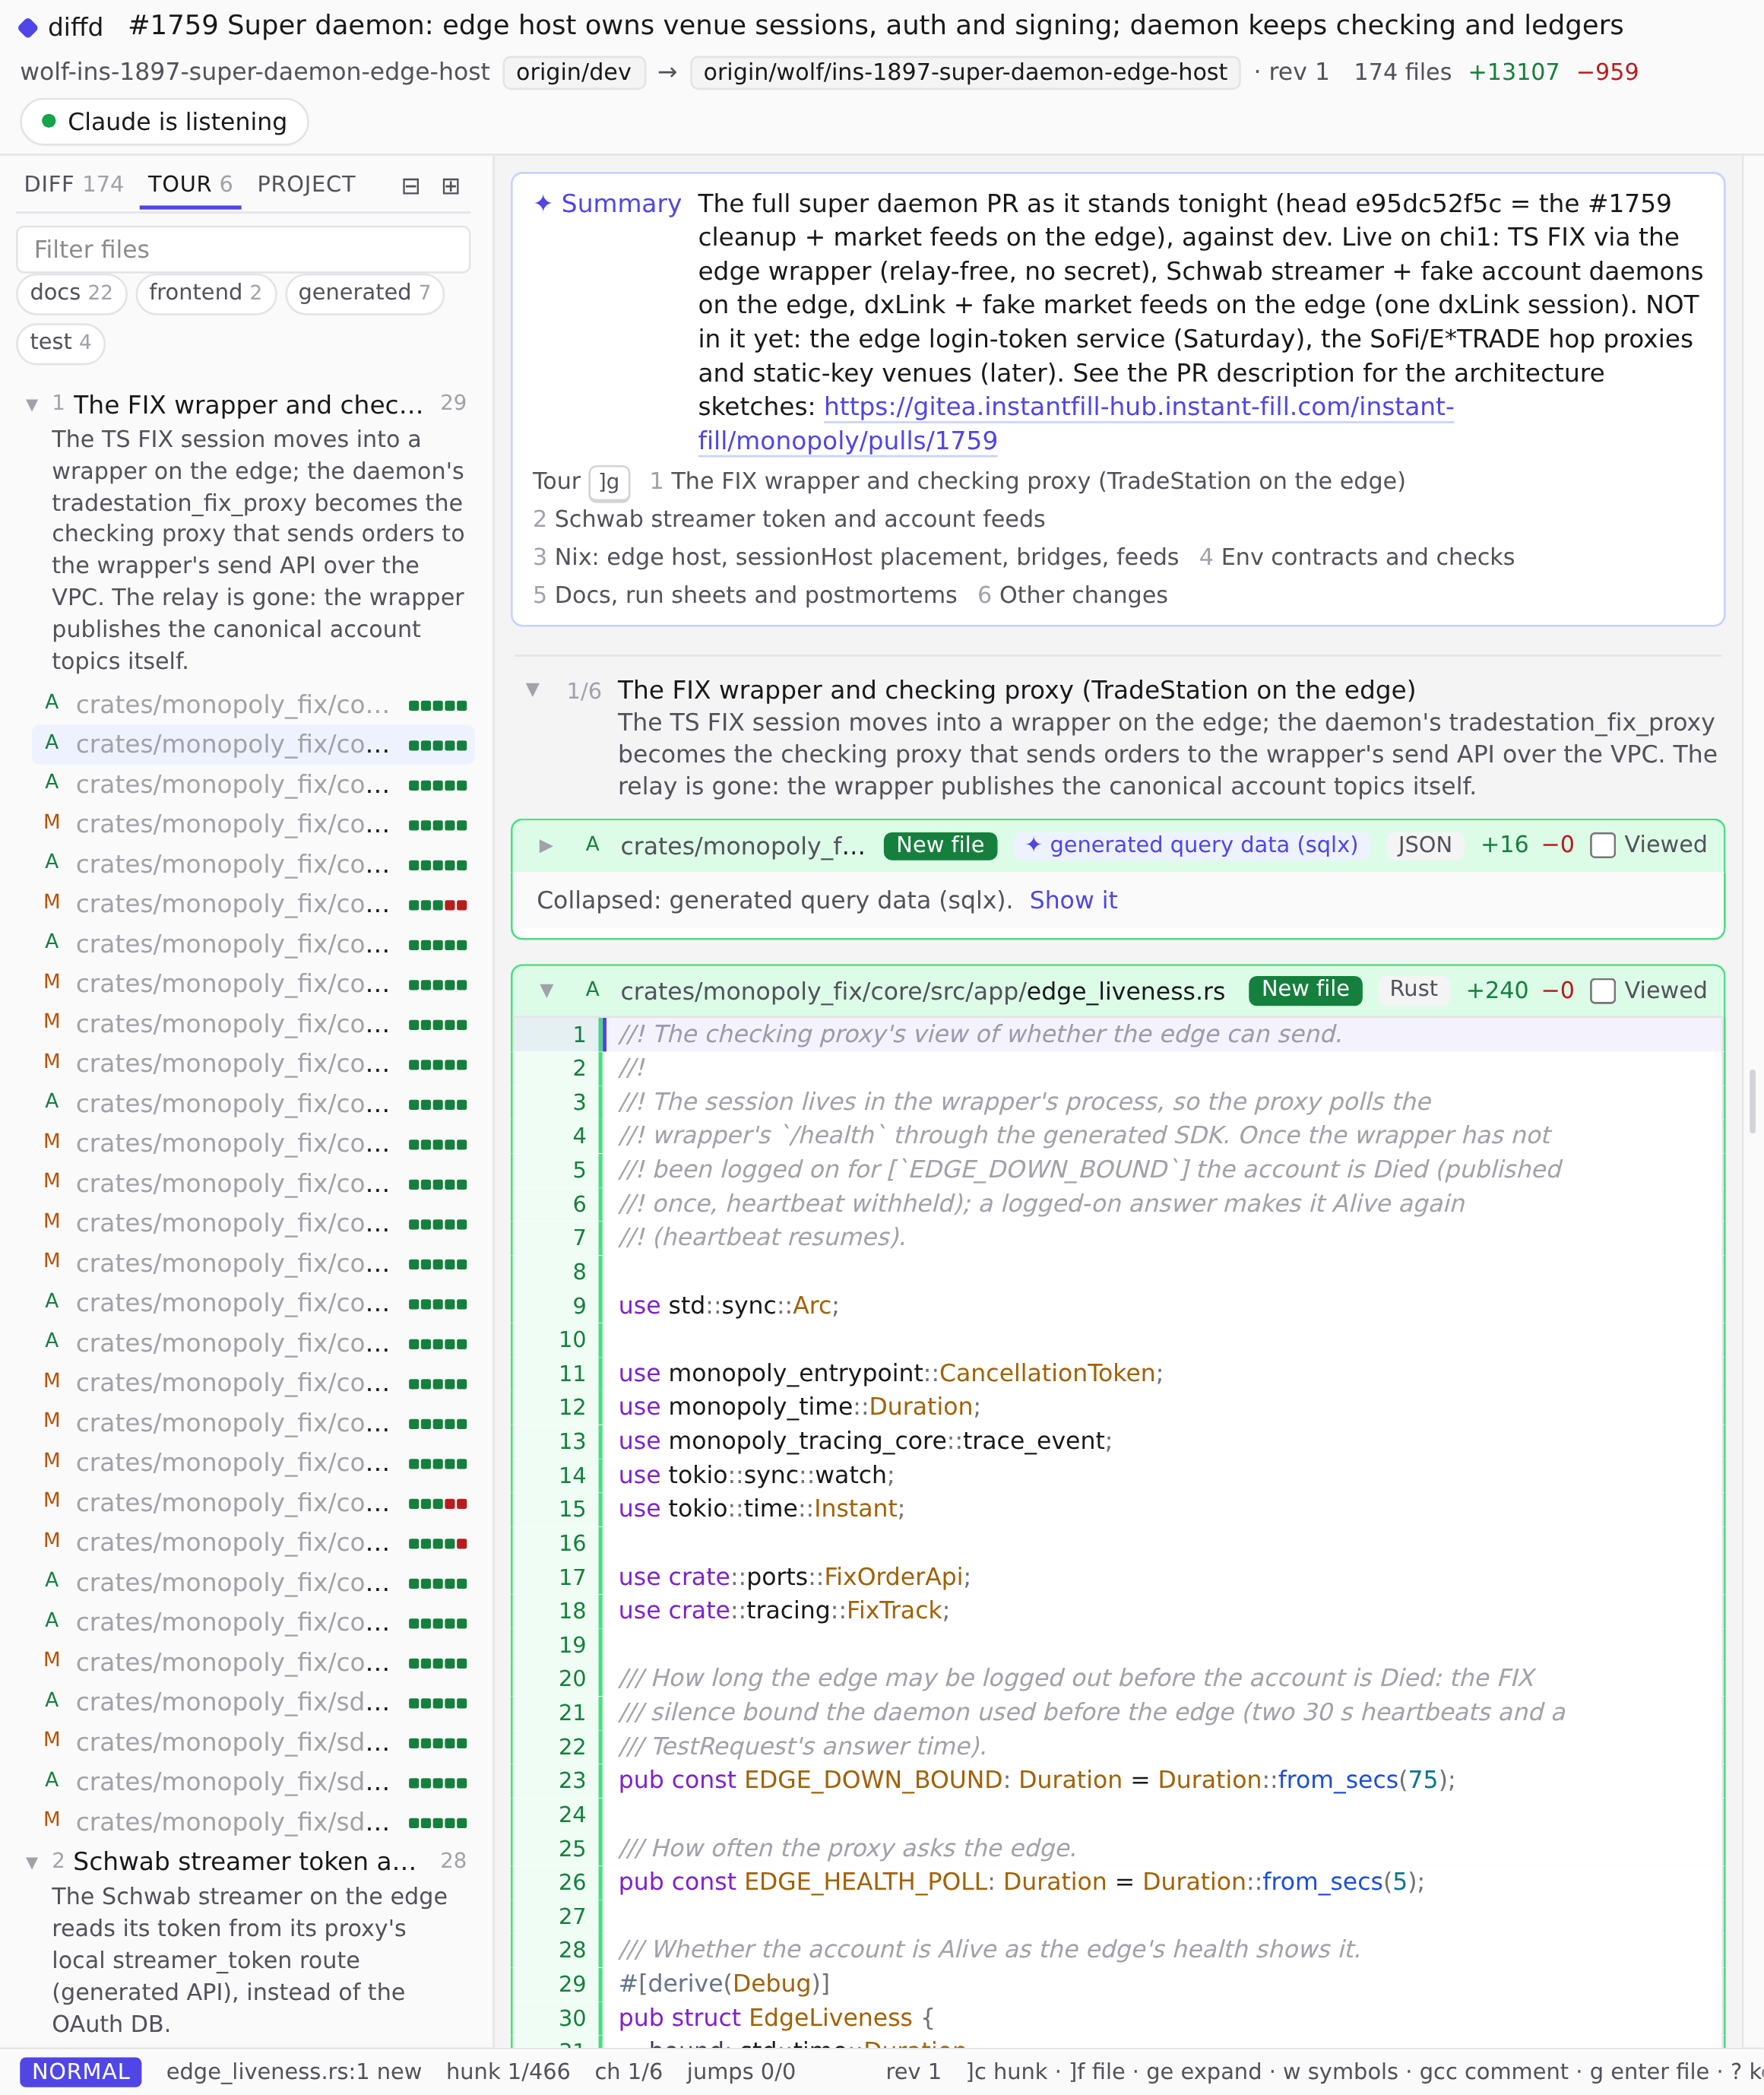 diffd #1759 Super daemon: edge host owns venue sessions, auth and signing; daemon keeps checking and ledgers
wolf-ins-1897-super-daemon-edge-host origin/dev → origin/wolf/ins-1897-super-daemon-edge-host · rev 1 174 files +13107 −959
Claude is listening
DIFF 174 TOUR 6 PROJECT
Filter files
docs 22 frontend 2 generated 7
test 4
▼ 1 The FIX wrapper and chec… 29
The TS FIX session moves into a
wrapper on the edge; the daemon's
tradestation_fix_proxy becomes the
checking proxy that sends orders to
the wrapper's send API over the
VPC. The relay is gone: the wrapper
publishes the canonical account
topics itself.
A crates/monopoly_fix/co…
A crates/monopoly_fix/co…
A crates/monopoly_fix/co…
M crates/monopoly_fix/co…
A crates/monopoly_fix/co…
M crates/monopoly_fix/co…
A crates/monopoly_fix/co…
M crates/monopoly_fix/co…
M crates/monopoly_fix/co…
M crates/monopoly_fix/co…
A crates/monopoly_fix/co…
M crates/monopoly_fix/co…
M crates/monopoly_fix/co…
M crates/monopoly_fix/co…
M crates/monopoly_fix/co…
A crates/monopoly_fix/co…
A crates/monopoly_fix/co…
M crates/monopoly_fix/co…
M crates/monopoly_fix/co…
M crates/monopoly_fix/co…
M crates/monopoly_fix/co…
M crates/monopoly_fix/co…
A crates/monopoly_fix/co…
A crates/monopoly_fix/co…
M crates/monopoly_fix/co…
A crates/monopoly_fix/sd…
M crates/monopoly_fix/sd…
A crates/monopoly_fix/sd…
M crates/monopoly_fix/sd…
▼ 2 Schwab streamer token a… 28
The Schwab streamer on the edge
reads its token from its proxy's
local streamer_token route
(generated API), instead of the
OAuth DB.
✦ Summary The full super daemon PR as it stands tonight (head e95dc52f5c = the #1759
cleanup + market feeds on the edge), against dev. Live on chi1: TS FIX via the
edge wrapper (relay-free, no secret), Schwab streamer + fake account daemons
on the edge, dxLink + fake market feeds on the edge (one dxLink session). NOT
in it yet: the edge login-token service (Saturday), the SoFi/E*TRADE hop proxies
and static-key venues (later). See the PR description for the architecture
sketches: https://gitea.instantfill-hub.instant-fill.com/instant-
fill/monopoly/pulls/1759
Tour ]g 1 The FIX wrapper and checking proxy (TradeStation on the edge)
2 Schwab streamer token and account feeds
3 Nix: edge host, sessionHost placement, bridges, feeds 4 Env contracts and checks
5 Docs, run sheets and postmortems 6 Other changes
▼ 1/6 The FIX wrapper and checking proxy (TradeStation on the edge)
The TS FIX session moves into a wrapper on the edge; the daemon's tradestation_fix_proxy
becomes the checking proxy that sends orders to the wrapper's send API over the VPC. The
relay is gone: the wrapper publishes the canonical account topics itself.
▶ A crates/monopoly_f… New file ✦ generated query data (sqlx) JSON +16 −0 Viewed
Collapsed: generated query data (sqlx). Show it
▼ A crates/monopoly_fix/core/src/app/edge_liveness.rs New file Rust +240 −0 Viewed
1 //! The checking proxy's view of whether the edge can send.
2 //!
3 //! The session lives in the wrapper's process, so the proxy polls the
4 //! wrapper's `/health` through the generated SDK. Once the wrapper has not
5 //! been logged on for [`EDGE_DOWN_BOUND`] the account is Died (published
6 //! once, heartbeat withheld); a logged-on answer makes it Alive again
7 //! (heartbeat resumes).
8
9 use std::sync::Arc;
10
11 use monopoly_entrypoint::CancellationToken;
12 use monopoly_time::Duration;
13 use monopoly_tracing_core::trace_event;
14 use tokio::sync::watch;
15 use tokio::time::Instant;
16
17 use crate::ports::FixOrderApi;
18 use crate::tracing::FixTrack;
19
20 /// How long the edge may be logged out before the account is Died: the FIX
21 /// silence bound the daemon used before the edge (two 30 s heartbeats and a
22 /// TestRequest's answer time).
23 pub const EDGE_DOWN_BOUND: Duration = Duration::from_secs(75);
24
25 /// How often the proxy asks the edge.
26 pub const EDGE_HEALTH_POLL: Duration = Duration::from_secs(5);
27
28 /// Whether the account is Alive as the edge's health shows it.
29 #[derive(Debug)]
30 pub struct EdgeLiveness {
31 bound: std::time::Duration
NORMAL edge_liveness.rs:1 new hunk 1/466 ch 1/6 jumps 0/0 rev 1 ]c hunk · ]f file · ge expand · w symbols · gcc comment · g enter file · ? k